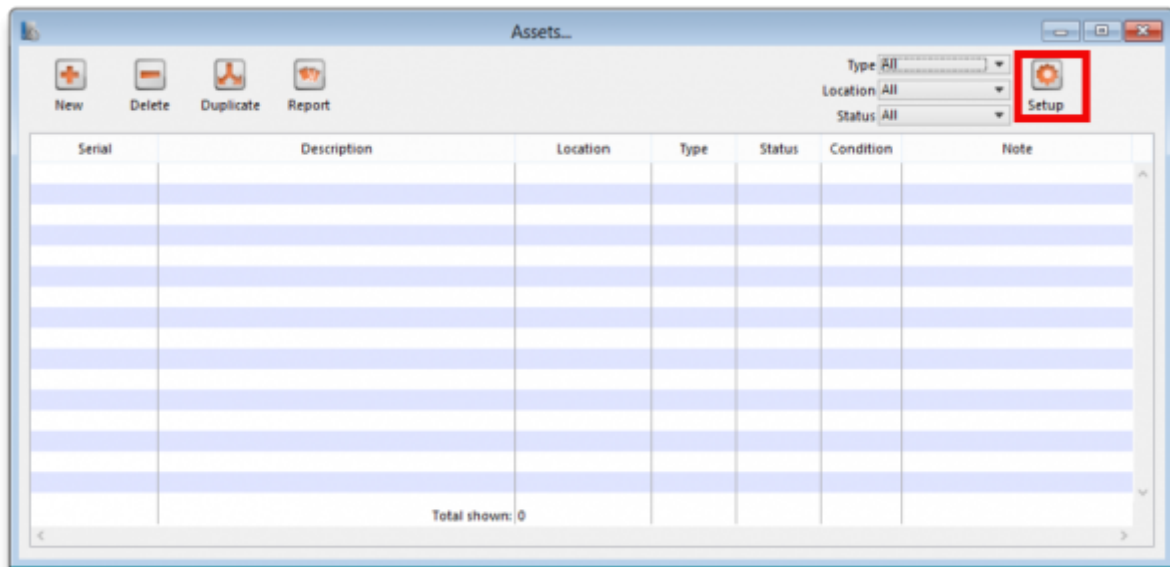 Assets...
New Delete Duplicate Report
Type All
Location All
Status All
Setup
Serial Description Location Type Status Condition Note
Total shown: 0